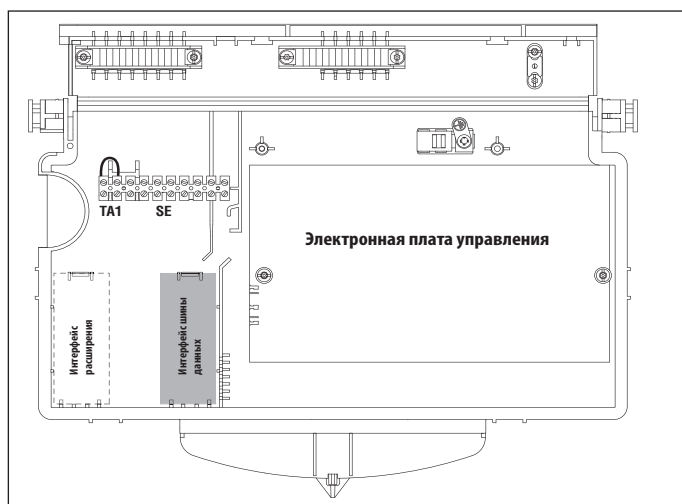 TA1 SE
Электронная плата управления
Интерфейс
расширения
Интерфейс шины
данных